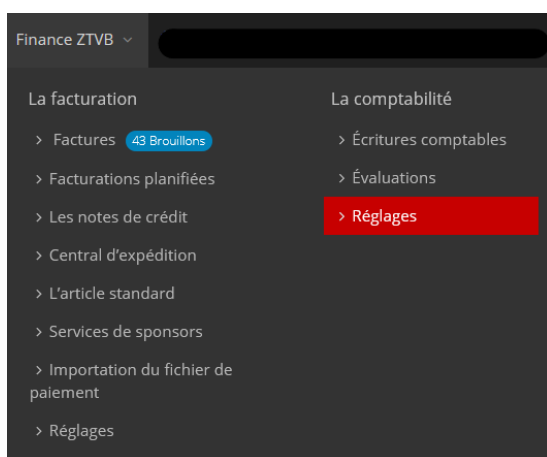 Finance ZTVB
La facturation
Factures 43 Brouillons
Facturations planifiées
Les notes de crédit
Central d'expédition
L'article standard
Services de sponsors
Importation du fichier de
paiement
Réglages
La comptabilité
Écritures comptables
Évaluations
Réglages